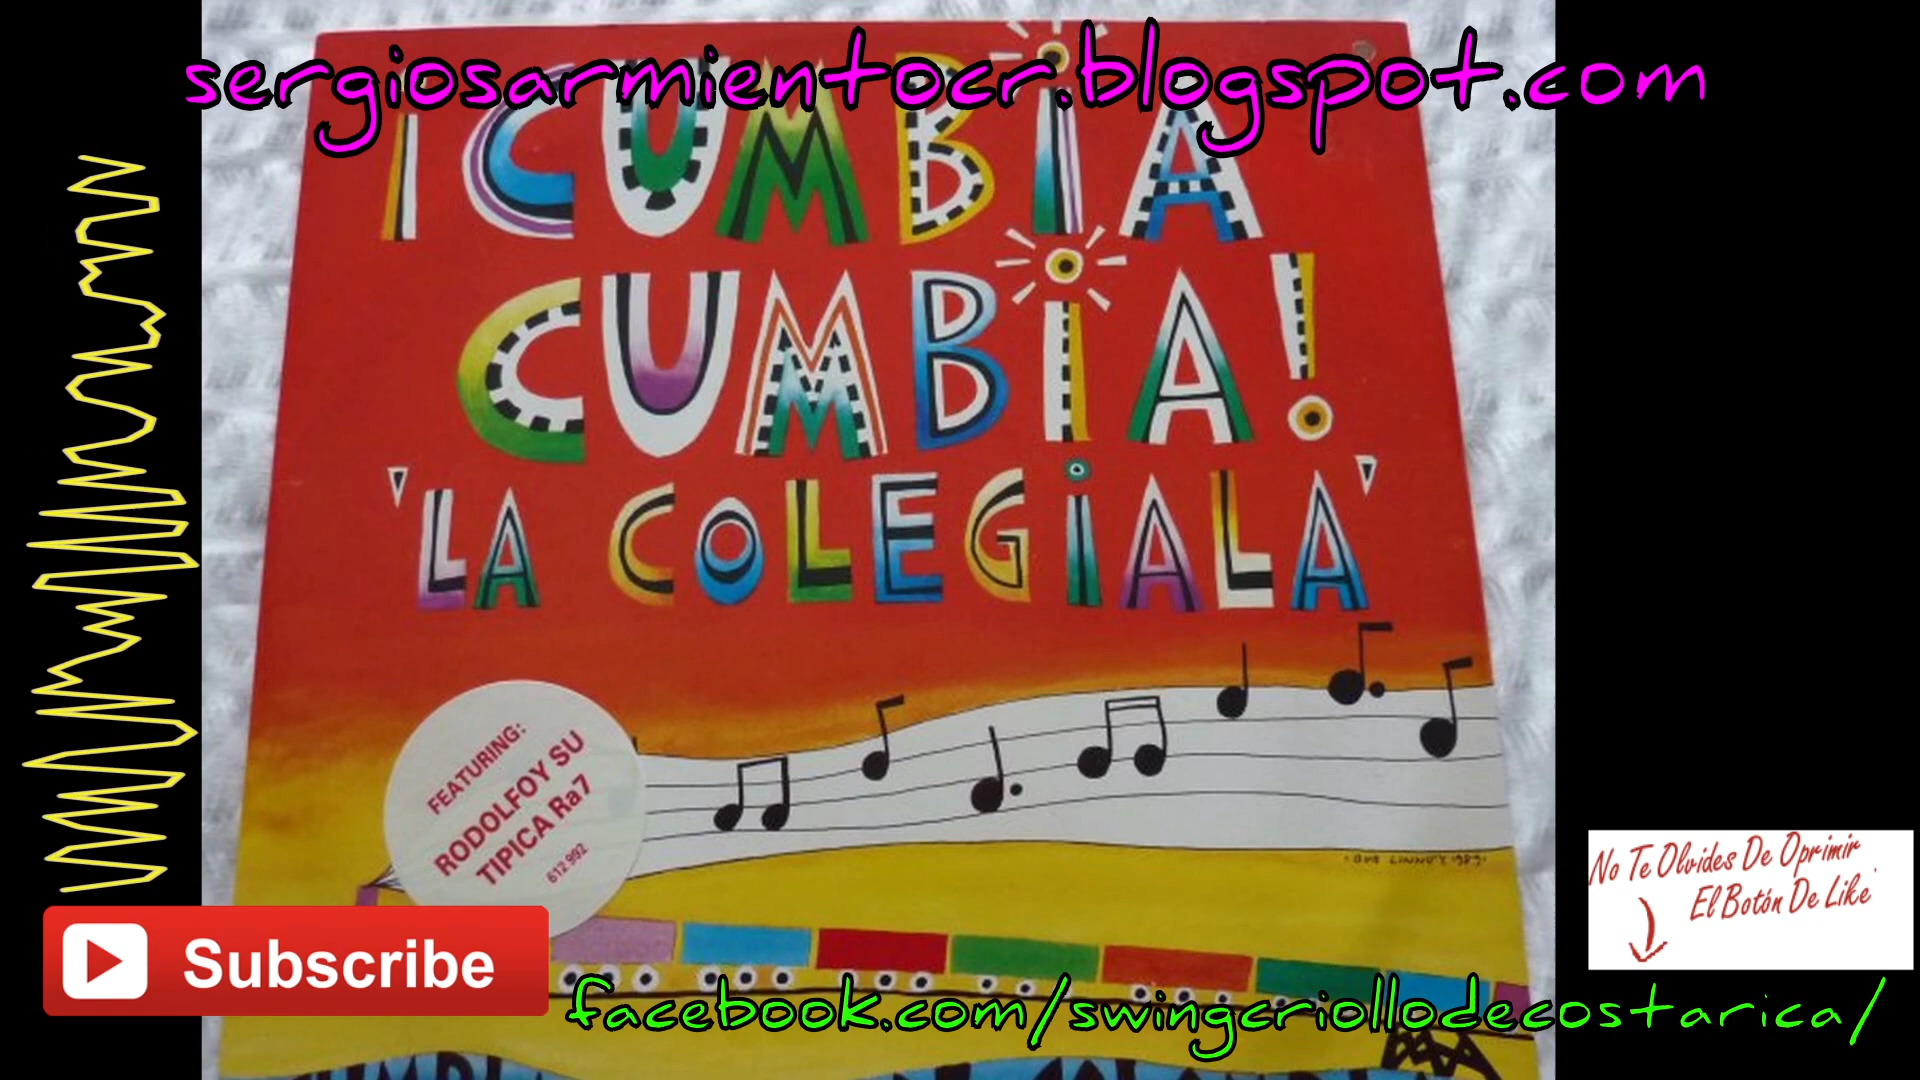 sergiosarmientocr.blogspot.com
¡CUMBiA
CUMBiA!
'LA COLEGiALA'
FEATURING:
RODOLFOY SU
TIPICA Ra7
612 992
No Te Olvides De Oprimir
El Botón De Like
Subscribe
facebook.com/swingcriollodecostarica/